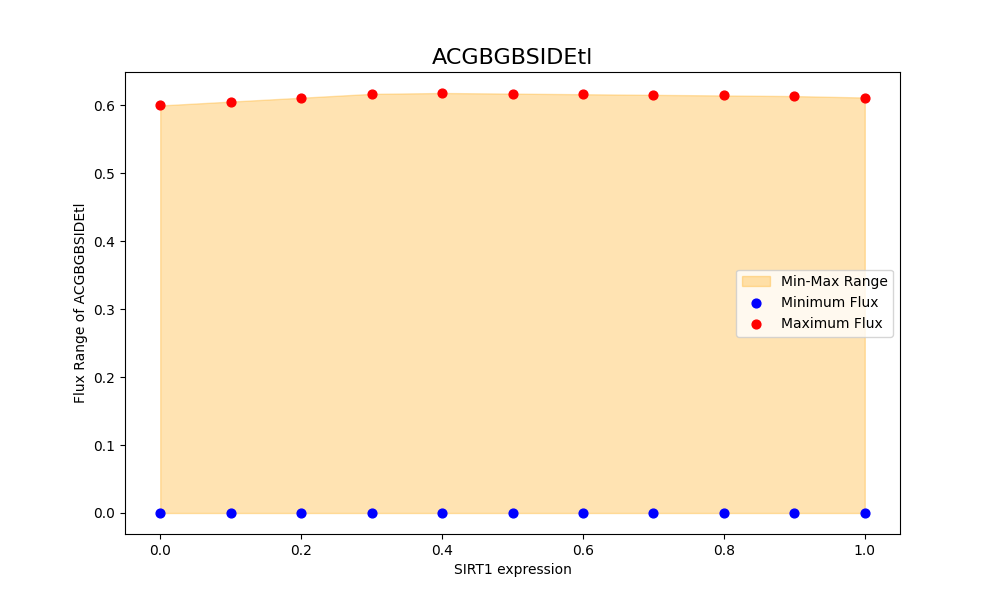 ACGBGBSIDEtl
Flux Range of ACGBGBSIDEtl
0.6
0.5
0.4
0.3
0.2
0.1
0.0
Min-Max Range
Minimum Flux
Maximum Flux
0.0 0.2 0.4 0.6 0.8 1.0
SIRT1 expression